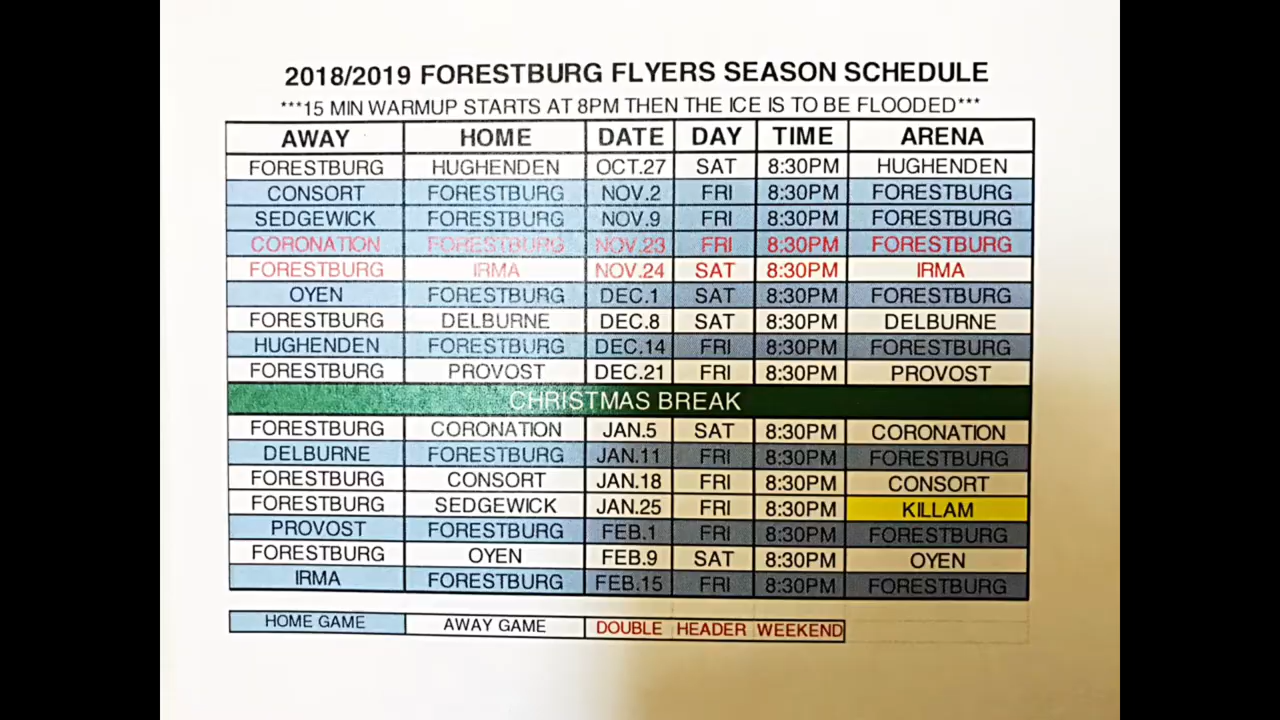 2018/2019 FORESTBURG FLYERS SEASON SCHEDULE
***15 MIN WARMUP STARTS AT 8PM THEN THE ICE IS TO BE FLOODED***
AWAY HOME DATE DAY TIME ARENA
FORESTBURG HUGHENDEN OCT.27 SAT 8:30PM HUGHENDEN
CONSORT FORESTBURG NOV.2 FRI 8:30PM FORESTBURG
SEDGEWICK FORESTBURG NOV.9 FRI 8:30PM FORESTBURG
CORONATION FORESTBURG NOV.23 FRI 8:30PM FORESTBURG
FORESTBURG IRMA NOV.24 SAT 8:30PM IRMA
OYEN FORESTBURG DEC.1 SAT 8:30PM FORESTBURG
FORESTBURG DELBURNE DEC.8 SAT 8:30PM DELBURNE
HUGHENDEN FORESTBURG DEC.14 FRI 8:30PM FORESTBURG
FORESTBURG PROVOST DEC.21 FRI 8:30PM PROVOST
CHRISTMAS BREAK
FORESTBURG CORONATION JAN.5 SAT 8:30PM CORONATION
DELBURNE FORESTBURG JAN.11 FRI 8:30PM FORESTBURG
FORESTBURG CONSORT JAN.18 FRI 8:30PM CONSORT
FORESTBURG SEDGEWICK JAN.25 FRI 8:30PM KILLAM
PROVOST FORESTBURG FEB.1 FRI 8:30PM FORESTBURG
FORESTBURG OYEN FEB.9 SAT 8:30PM OYEN
IRMA FORESTBURG FEB.15 FRI 8:30PM FORESTBURG
HOME GAME AWAY GAME DOUBLE HEADER WEEKEND